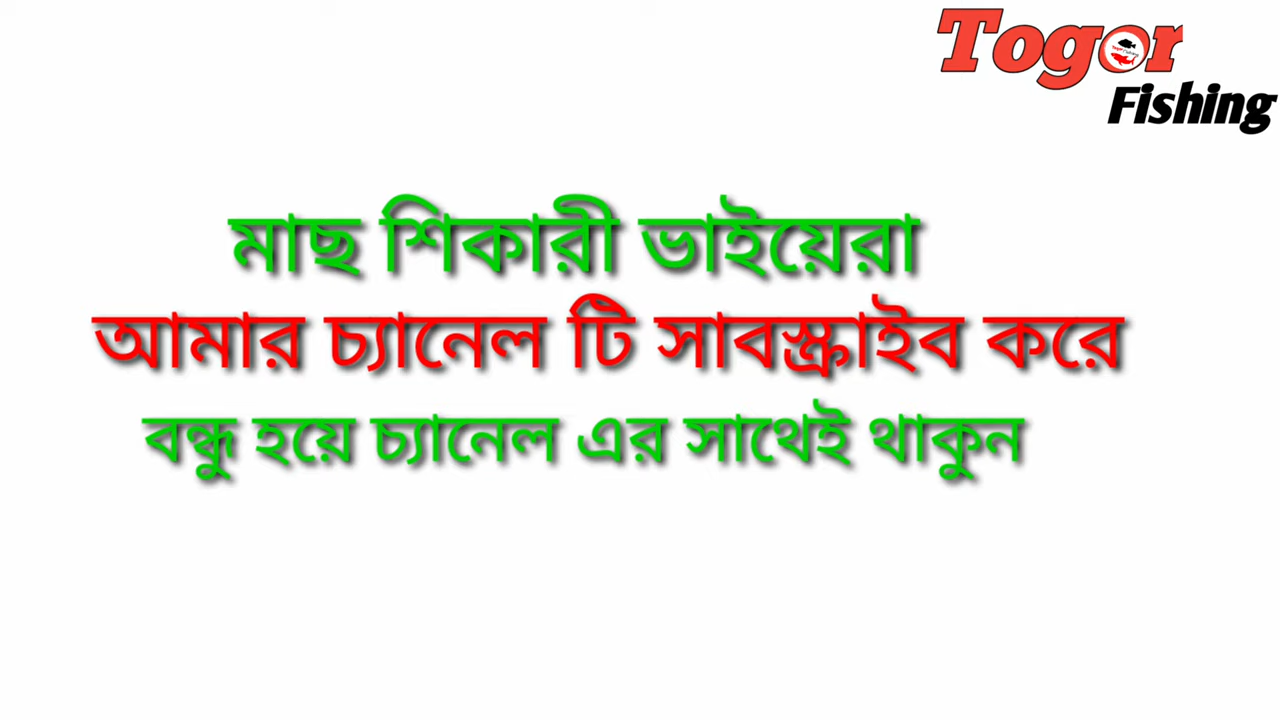 Togor
Fishing
মাছ শিকারী ভাইয়েরা
আমার চ্যানেল টি সাবস্ক্রাইব করে
বন্ধু হয়ে চ্যানেল এর সাথেই থাকুন